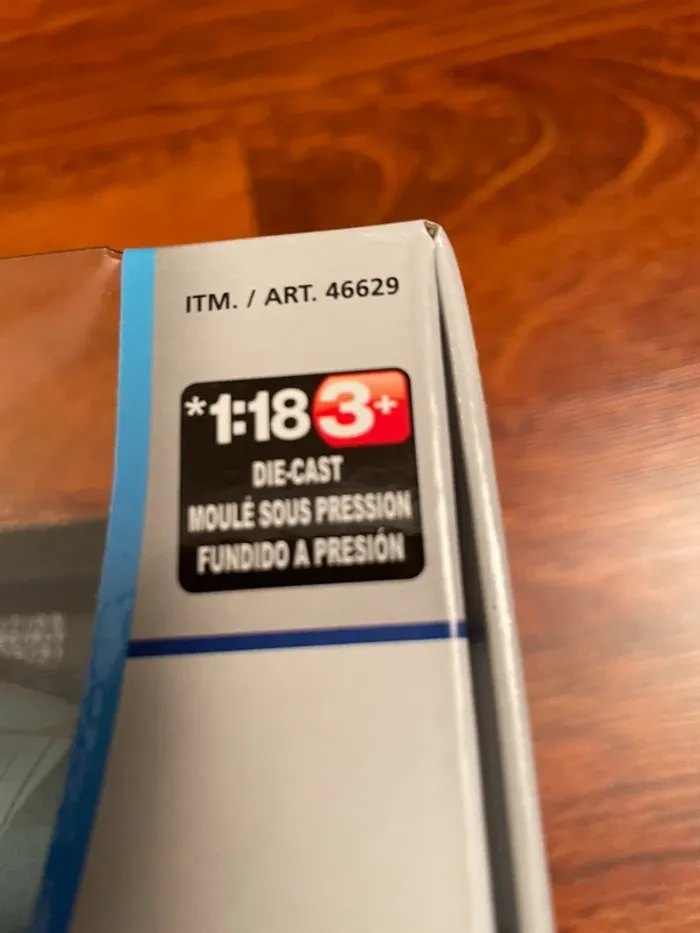 ITM. / ART. 46629
*1:18 3+
DIE-CAST
MOULÉ SOUS PRESSION
FUNDIDO A PRESIÓN